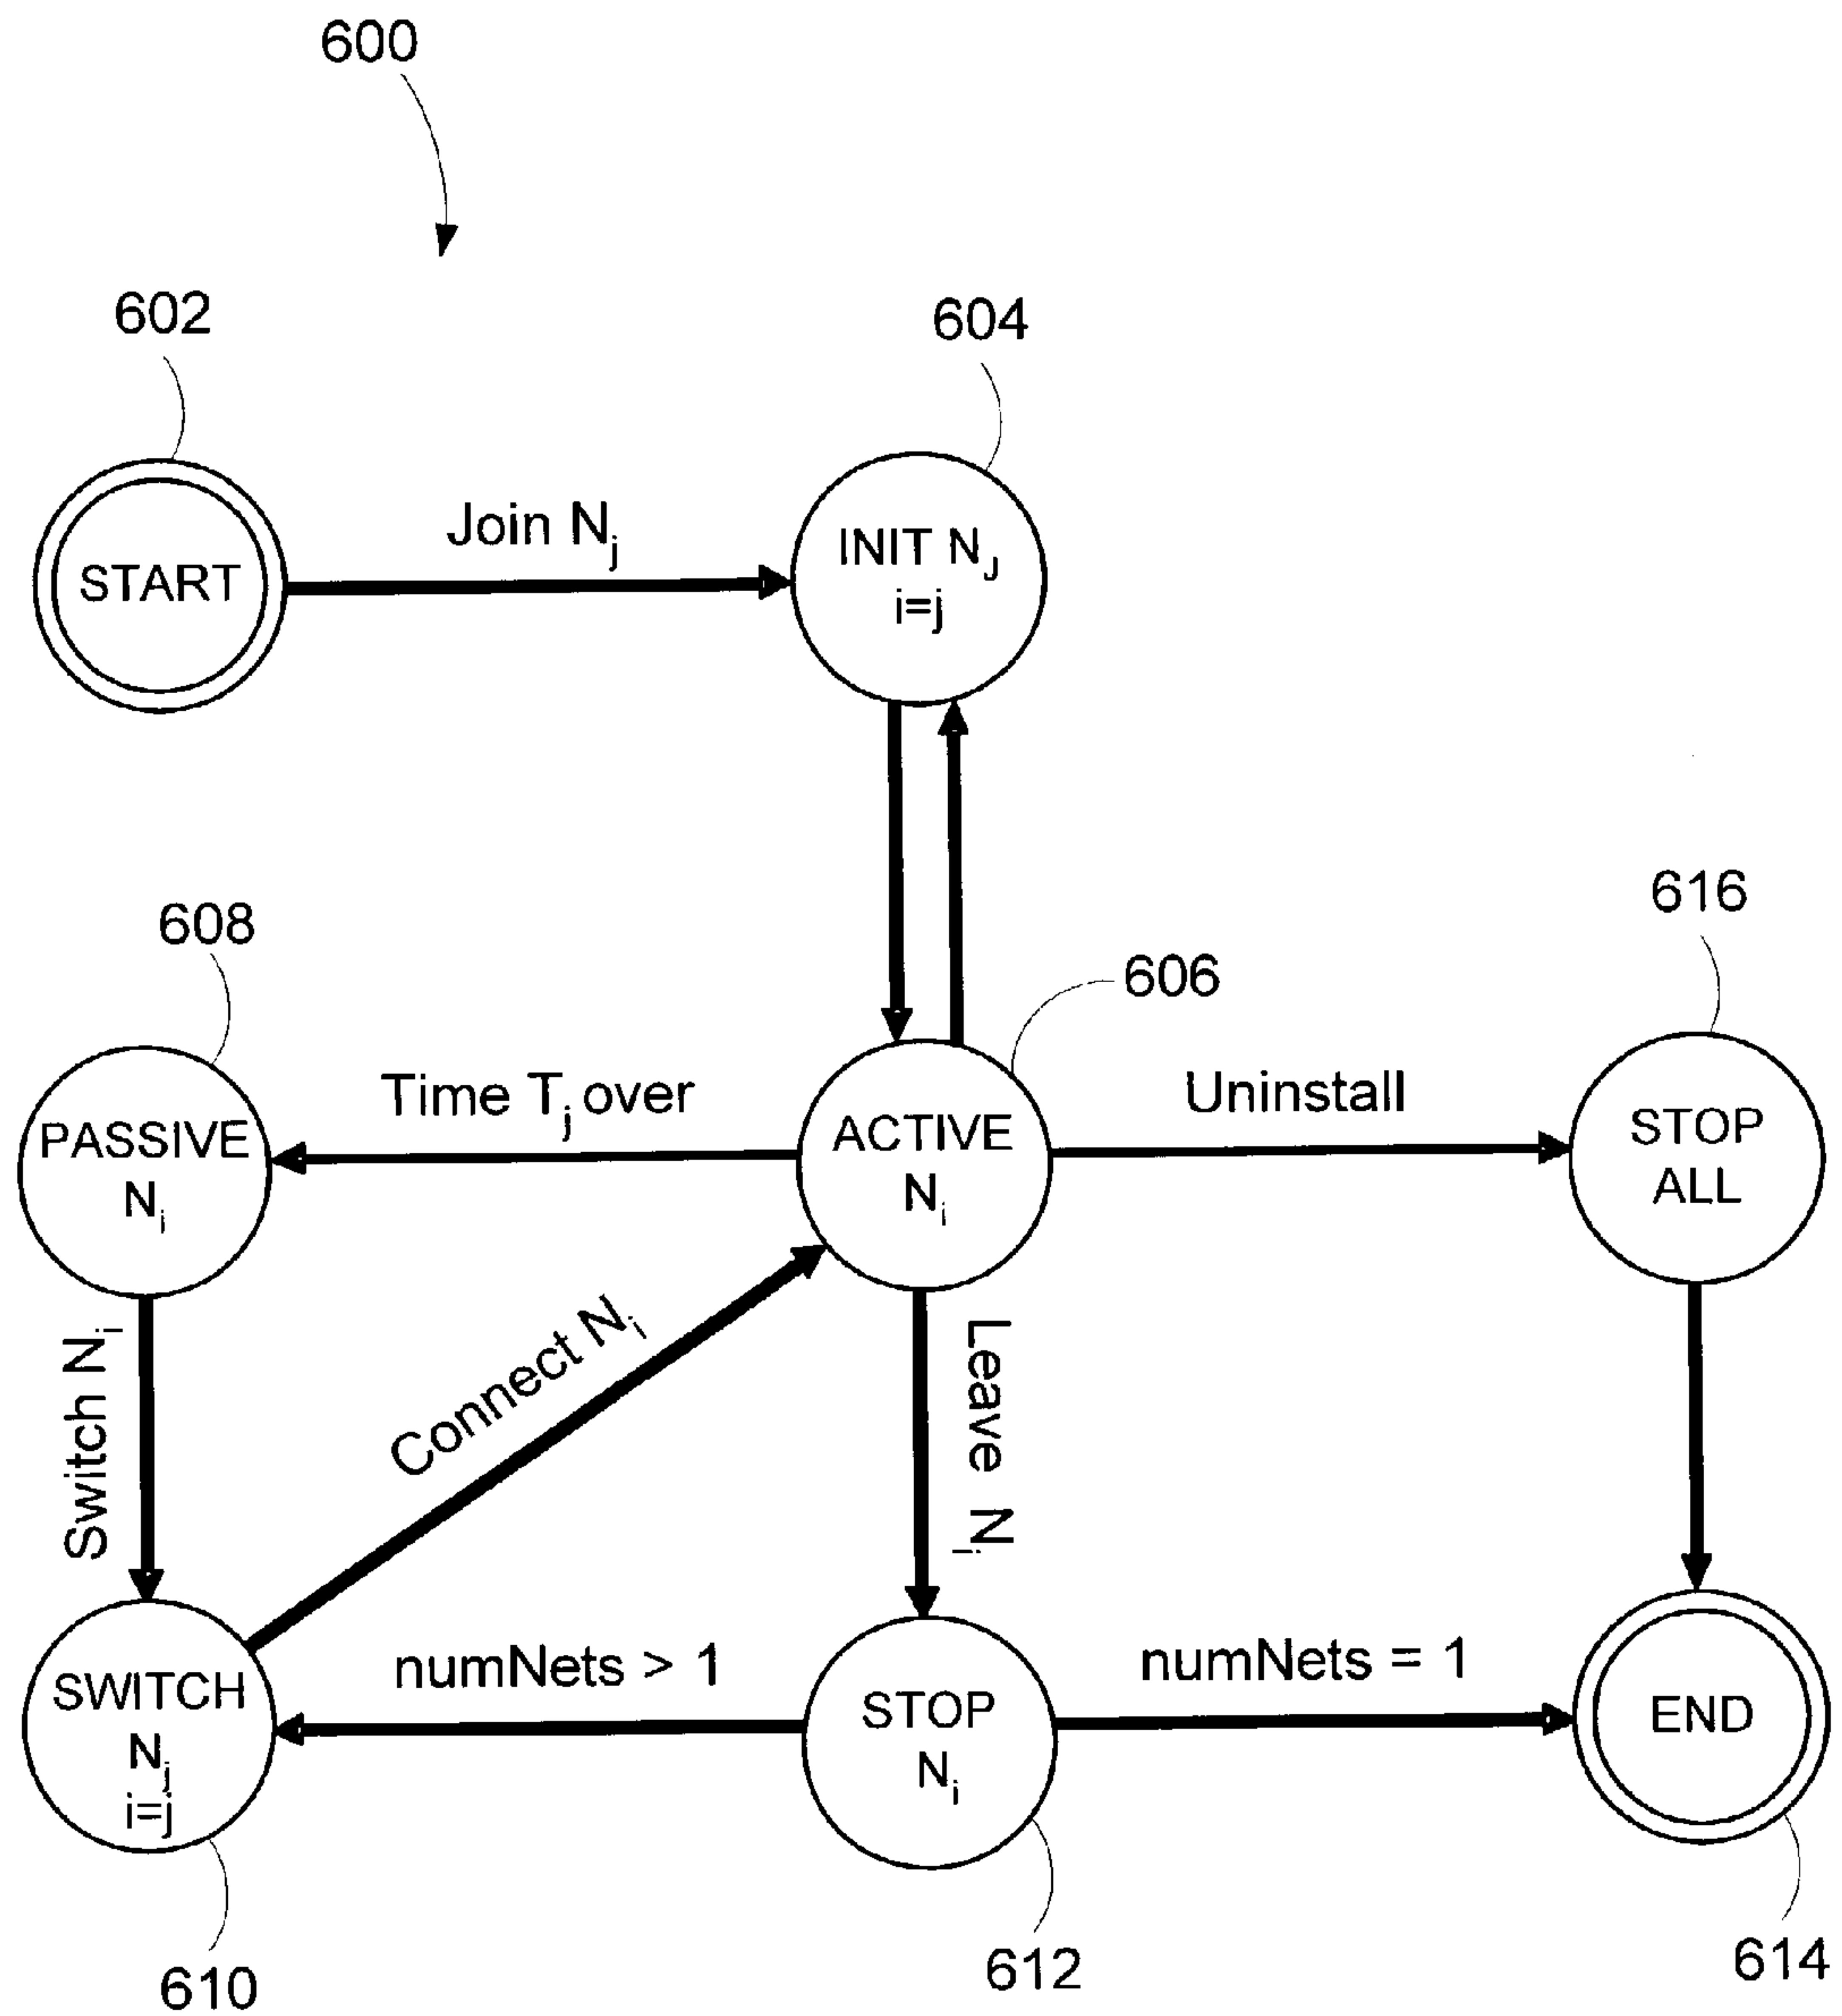 600
602
604
START
Join Nj
INIT NJ
i=j
608
606
616
PASSIVE
Ni
Time Tj over
ACTIVE
Ni
Uninstall
STOP
ALL
Switch Ni
Connect Ni
Leave Ni
SWITCH
Nj
i=j
numNets > 1
STOP
Ni
numNets = 1
END
610
612
614